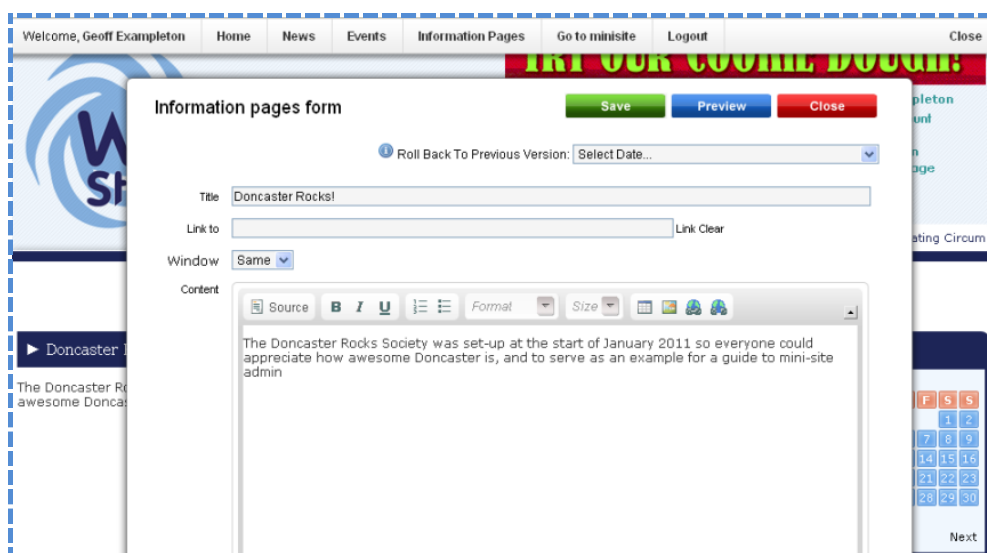 Welcome, Geoff Exampleton Home News Events Information Pages Go to minisite Logout Close
TRY OUR COOKIE DOUGH!
Information pages form Save Preview Close
pleton
unt
Roll Back To Previous Version: Select Date...
n
age
Title Doncaster Rocks!
Link to Link Clear
ating Circum
Window Same
Content
Source B I U Format Size
The Doncaster Rocks Society was set-up at the start of January 2011 so everyone could
appreciate how awesome Doncaster is, and to serve as an example for a guide to mini-site
admin
Doncaster
The Doncaster Ro
awesome Doncas
F S S
1 2
7 8 9
14 15 16
21 22 23
28 29 30
Next